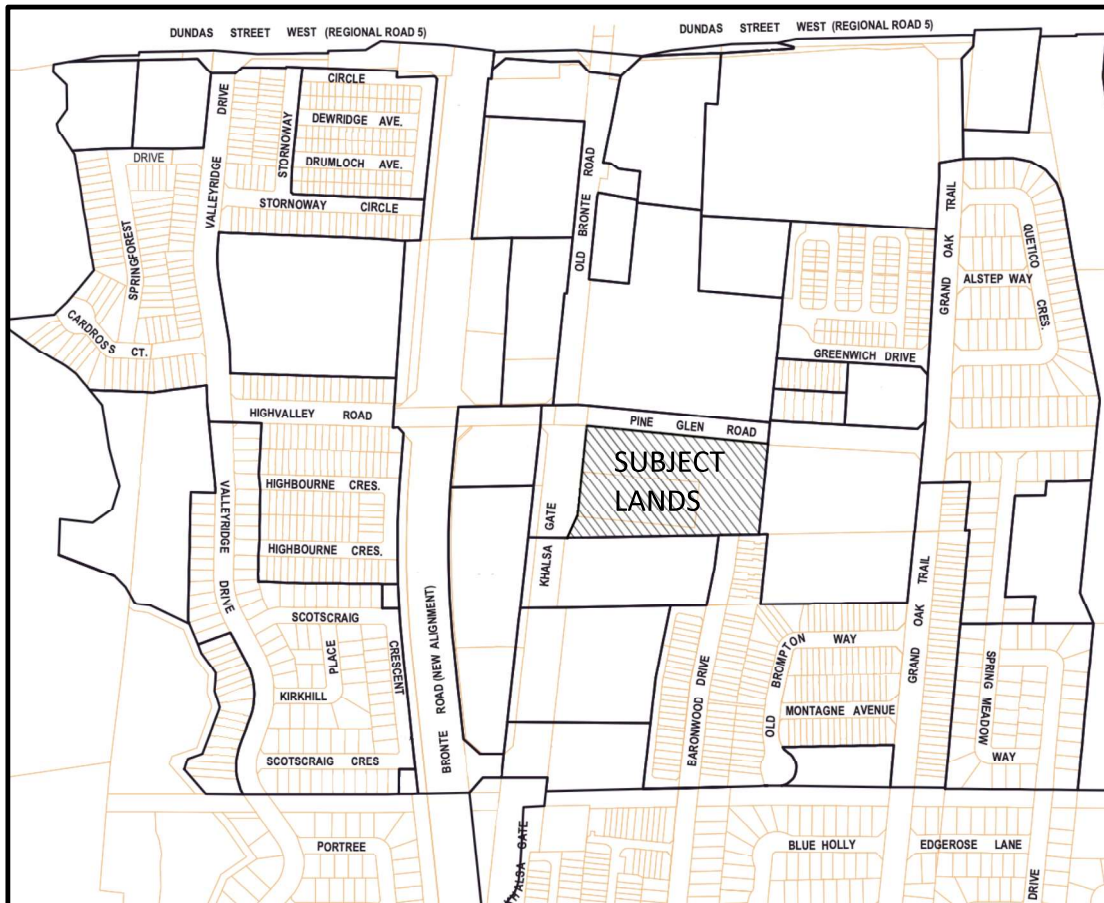 DUNDAS STREET WEST (REGIONAL ROAD 5)
DUNDAS STREET WEST (REGIONAL ROAD 5)
CIRCLE
DEWRIDGE AVE.
DRUMLOCH AVE.
STORNOWAY
STORNOWAY CIRCLE
DRIVE
VALLEYRIDGE
DRIVE
SPRINGFOREST
CARDROSS CT.
OLD BRONTE ROAD
GRAND OAK TRAIL
QUETICO
CRES.
ALSTEP WAY
GREENWICH DRIVE
HIGHVALLEY ROAD
PINE GLEN ROAD
SUBJECT
LANDS
HIGHBOURNE CRES.
HIGHBOURNE CRES.
VALLEYRIDGE DRIVE
KHALSA GATE
SCOTSCRAIG
CRESCENT
PLACE
KIRKHILL
SCOTSCRAIG CRES
BRONTE ROAD (NEW ALIGNMENT)
BARONWOOD DRIVE
OLD BROMPTON
WAY
MONTAGNE AVENUE
GRAND OAK TRAIL
SPRING MEADOW
WAY
PORTREE
GATE
BLUE HOLLY
EDGEROSE LANE
DRIVE